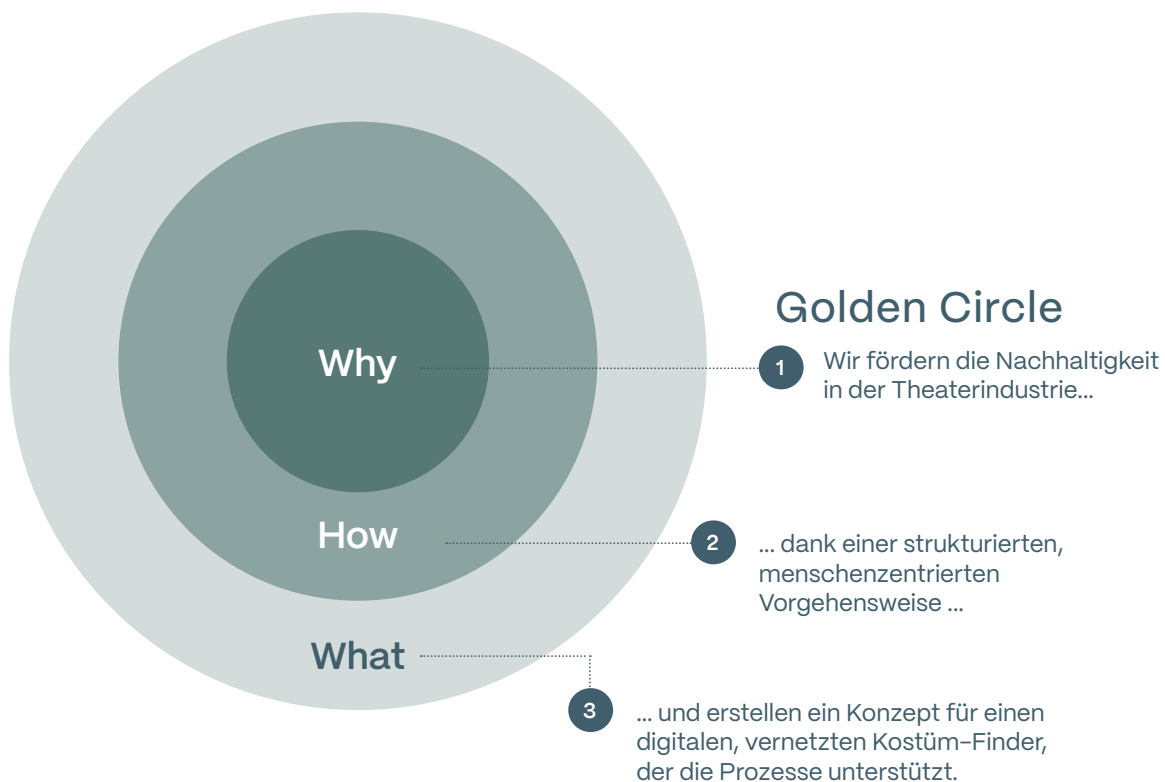 Golden Circle
Why
1
Wir fördern die Nachhaltigkeit
in der Theaterindustrie...
How
2
... dank einer strukturierten,
menschenzentrierten
Vorgehensweise ...
What
3
... und erstellen ein Konzept für einen
digitalen, vernetzten Kostüm-Finder,
der die Prozesse unterstützt.